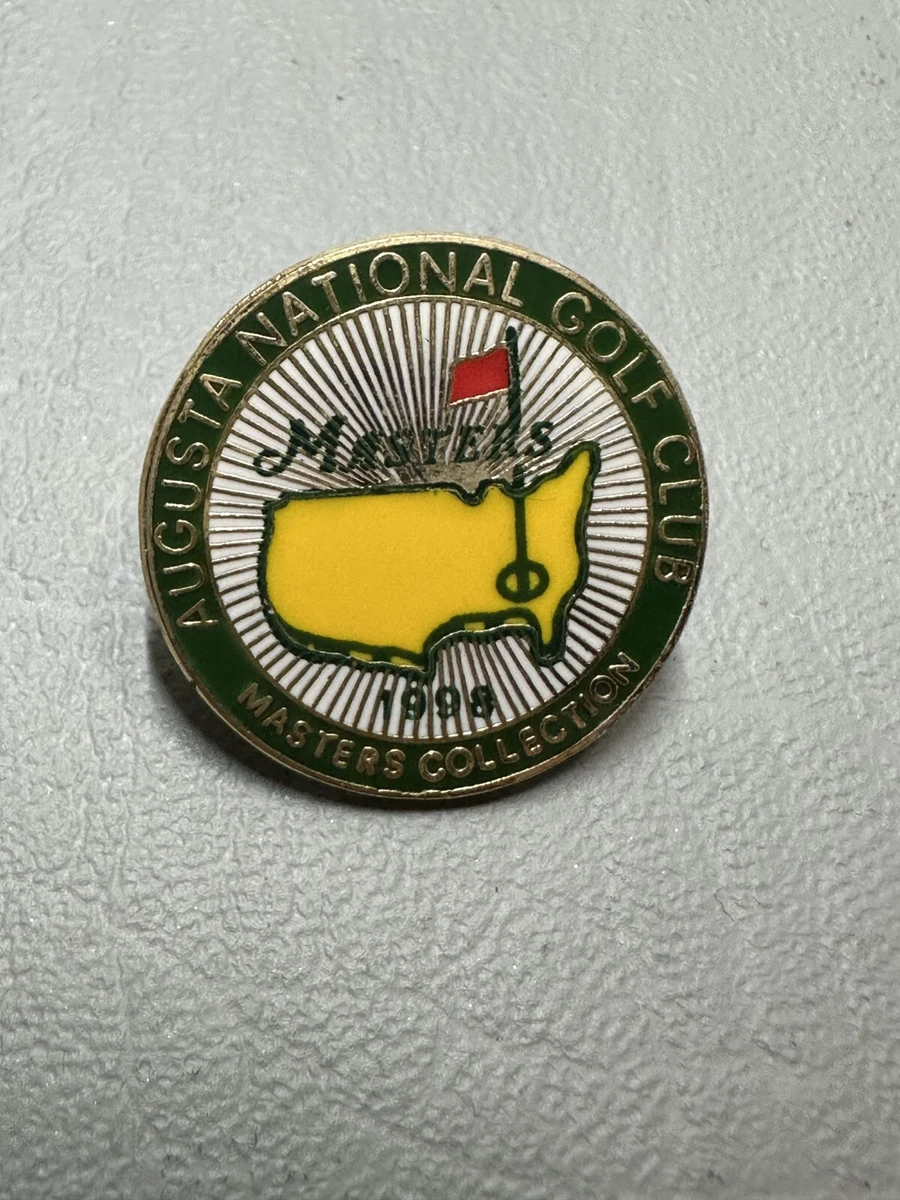 AUGUSTA NATIONAL GOLF CLUB
Masters
1998
MASTERS COLLECTION